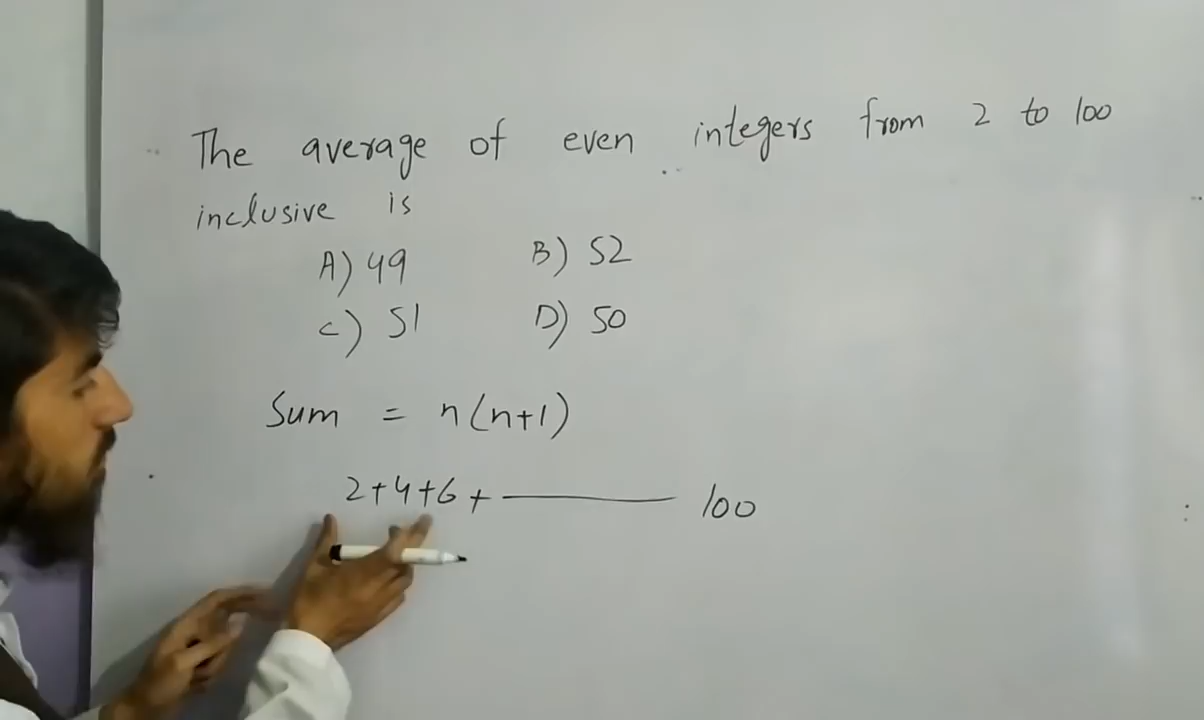 The average of even integers from 2 to 100
inclusive is
A) 49 B) 52
C) 51 D) 50
Sum = n(n+1)
2+4+6+ ——— 100